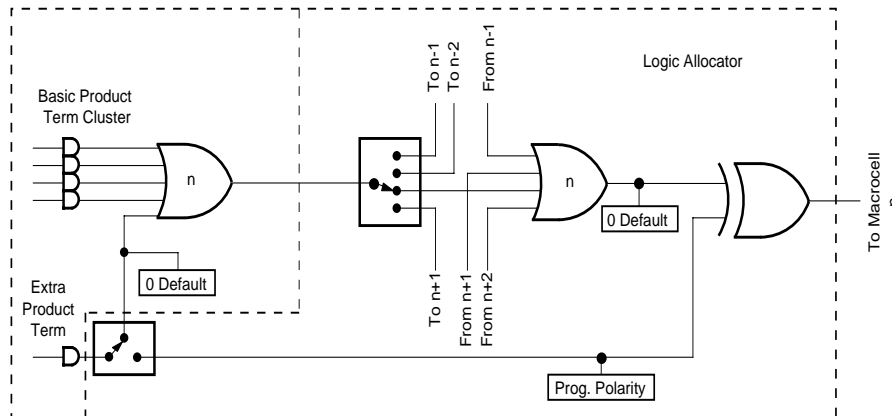 Basic Product
Term Cluster
n
To n-1
To n-2
From n-1
Logic Allocator
n
0 Default
To Macrocell
n
0 Default
Extra
Product
Term
To n+1
From n+1
From n+2
Prog. Polarity